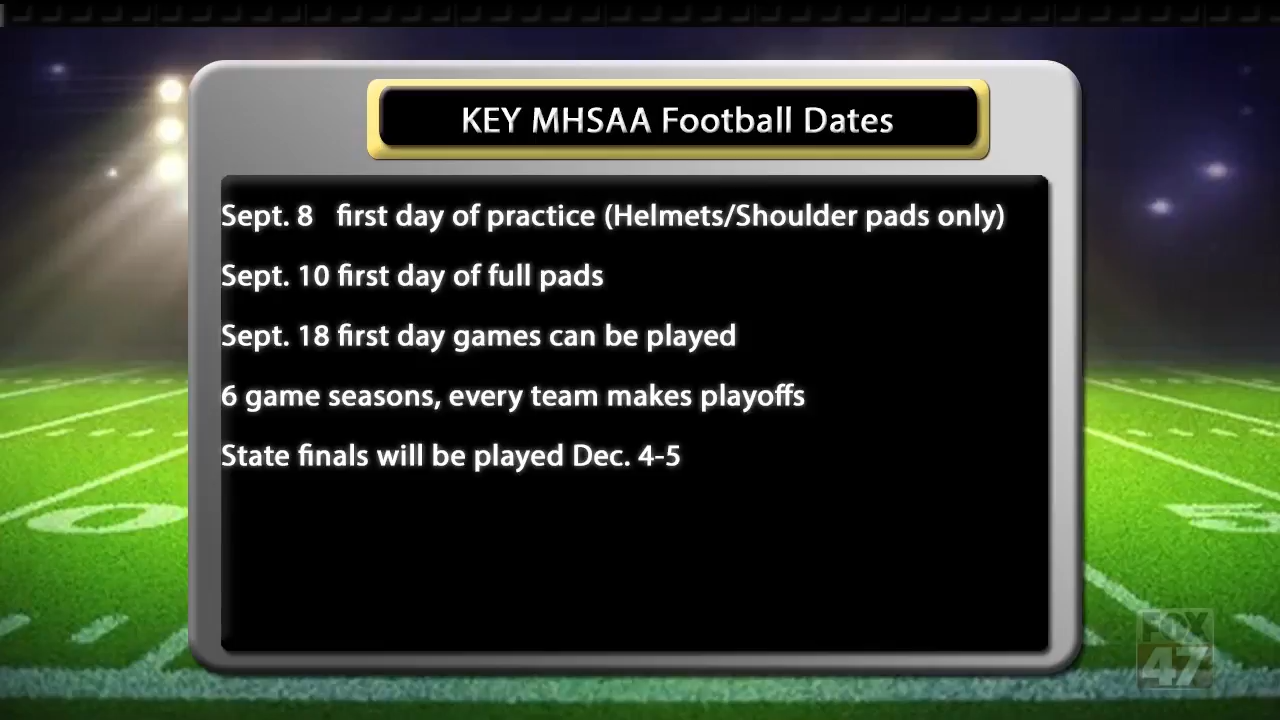 KEY MHSAA Football Dates
Sept. 8 first day of practice (Helmets/Shoulder pads only)
Sept. 10 first day of full pads
Sept. 18 first day games can be played
6 game seasons, every team makes playoffs
State finals will be played Dec. 4-5
0
5
FOX
47